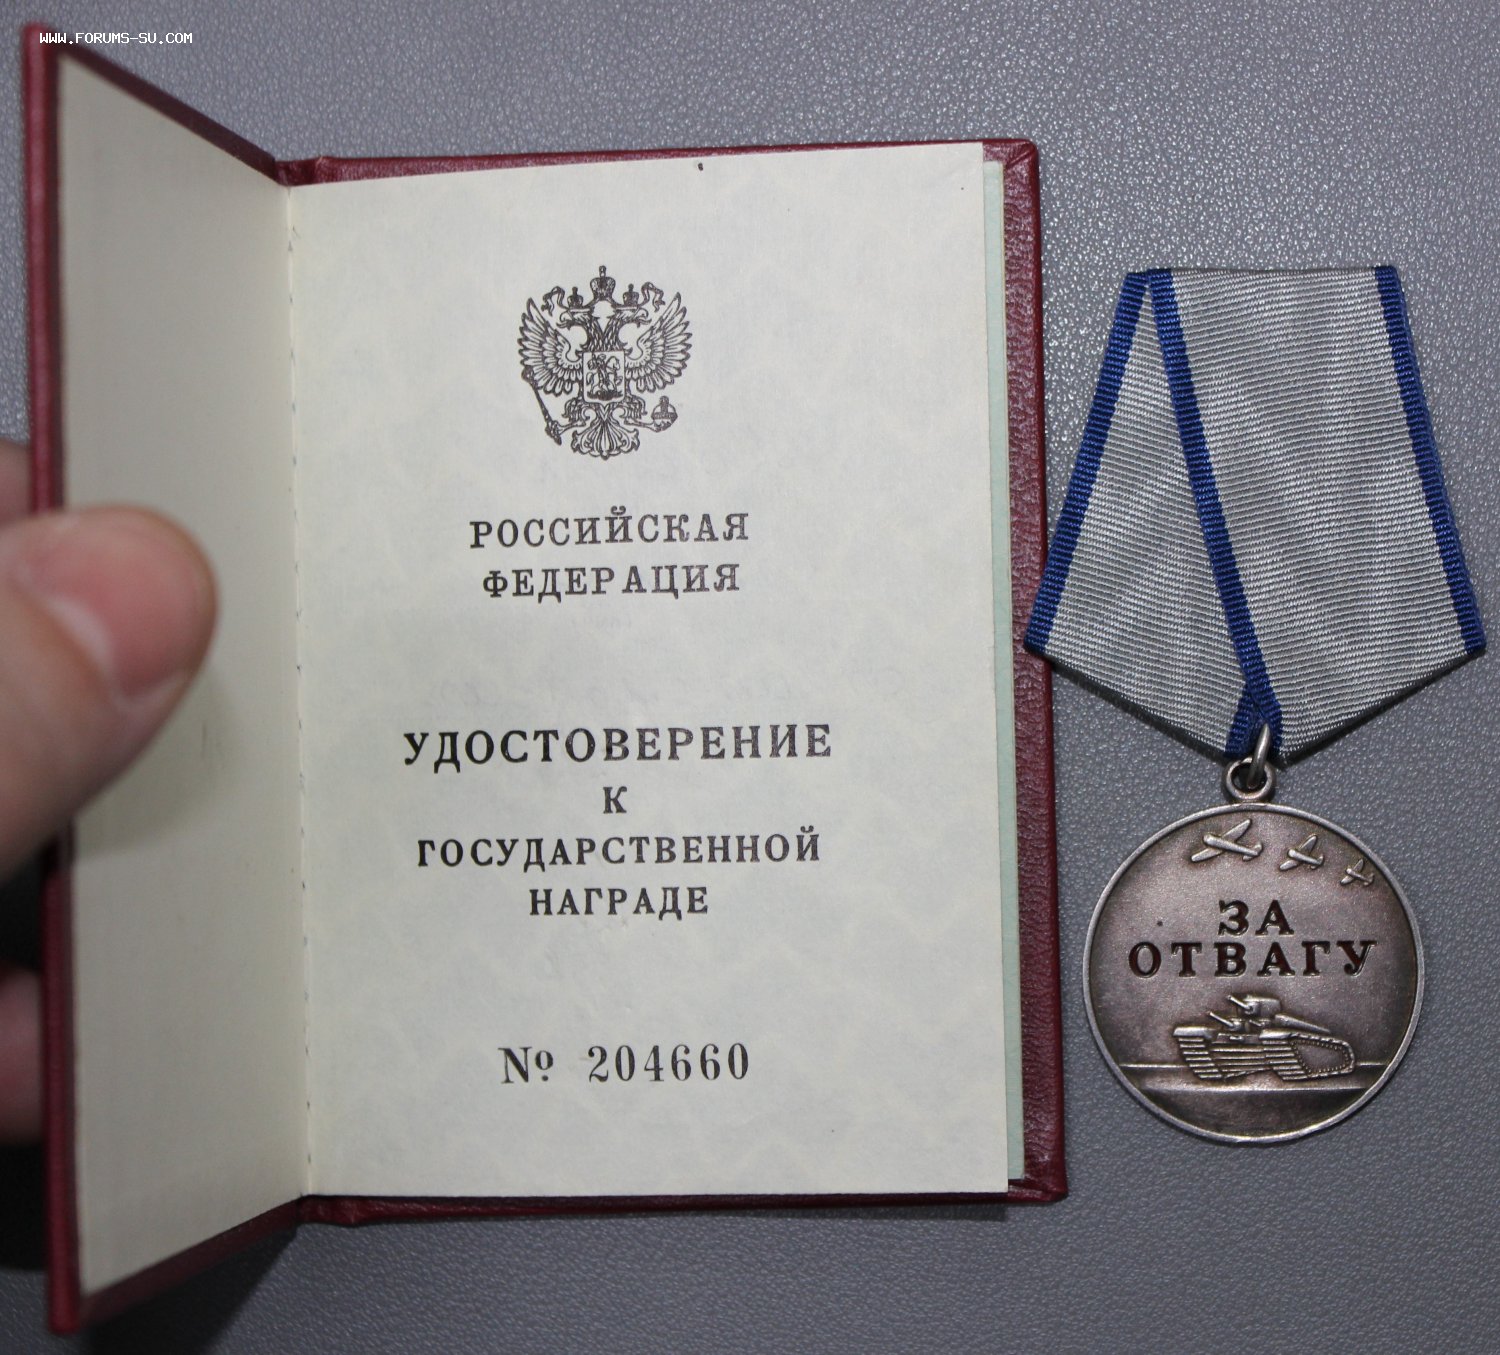 WWW.FORUMS-SU.COM
РОССИЙСКАЯ
ФЕДЕРАЦИЯ
УДОСТОВЕРЕНИЕ
К
ГОСУДАРСТВЕННОЙ
НАГРАДЕ
№ 204660
ЗА
ОТВАГУ